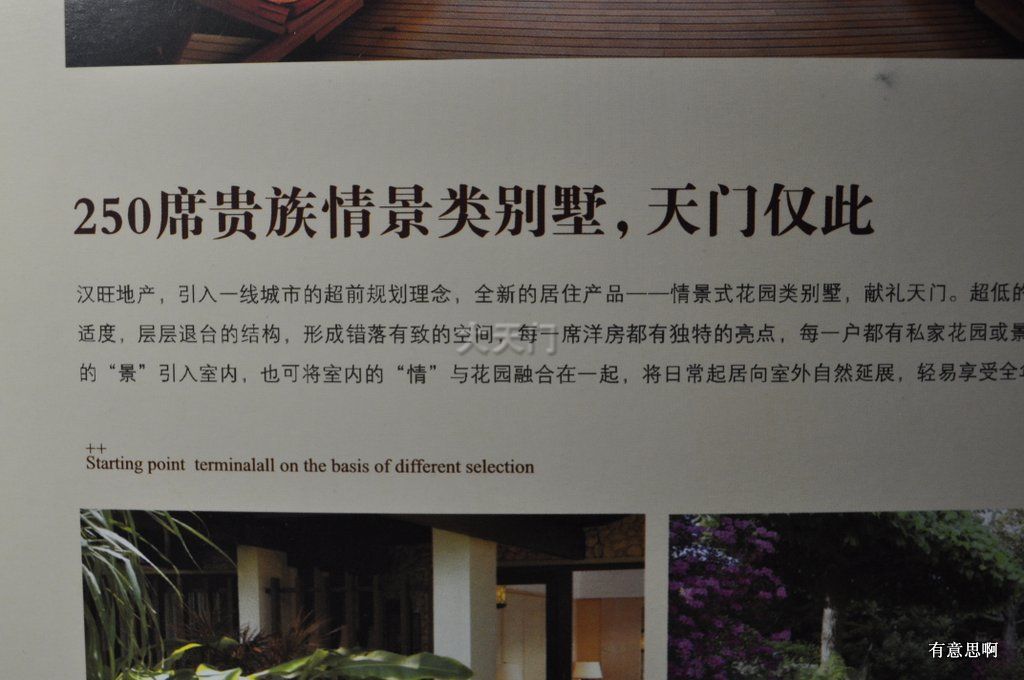 250席贵族情景类别墅，天门仅此
汉旺地产，引入一线城市的超前规划理念，全新的居住产品——情景式花园类别墅，献礼天门。超低的
适度，层层退台的结构，形成错落有致的空间，每一席洋房都有独特的亮点，每一户都有私家花园或景
的“景”引入室内，也可将室内的“情”与花园融合在一起，将日常起居向室外自然延展，轻易享受全
++
Starting point terminalall on the basis of different selection
有意思啊